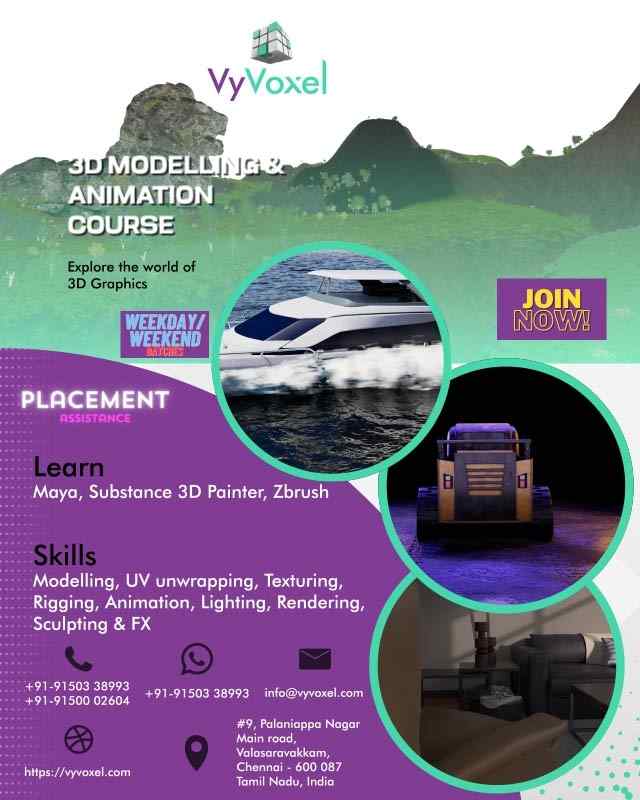 VyVoxel
3D MODELLING &
ANIMATION
COURSE
Explore the world of
3D Graphics
WEEKDAY/
WEEKEND
BATCHES
JOIN
NOW!
PLACEMENT
ASSISTANCE
Learn
Maya, Substance 3D Painter, Zbrush
Skills
Modelling, UV unwrapping, Texturing,
Rigging, Animation, Lighting, Rendering,
Sculpting & FX
+91-91503 38993
+91-91500 02604
+91-91503 38993
info@vyvoxel.com
https://vyvoxel.com
#9, Palaniappa Nagar
Main road,
Valasaravakkam,
Chennai - 600 087
Tamil Nadu, India